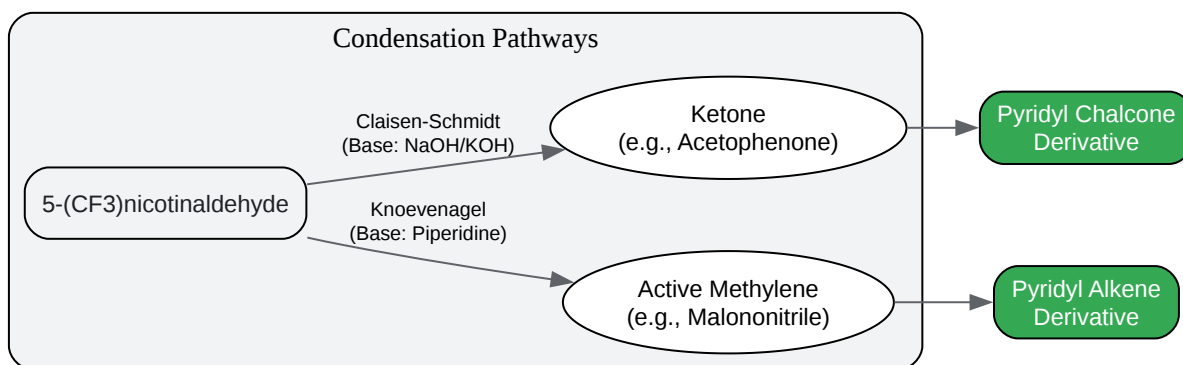 Condensation Pathways
Claisen-Schmidt
(Base: NaOH/KOH)
Ketone
(e.g., Acetophenone)
Pyridyl Chalcone
Derivative
5-(CF3)nicotinaldehyde
Knoevenagel
(Base: Piperidine)
Active Methylene
(e.g., Malononitrile)
Pyridyl Alkene
Derivative